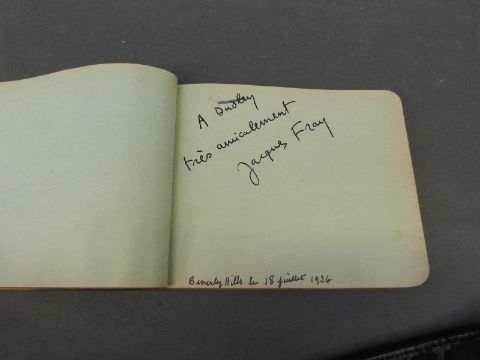 A Dudley
très amicalement
Jacques Fray
Beverly Hills le 18 juillet 1934